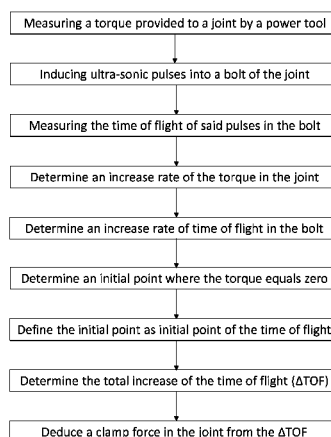 Measuring a torque provided to a joint by a power tool
Inducing ultra-sonic pulses into a bolt of the joint
Measuring the time of flight of said pulses in the bolt
Determine an increase rate of the torque in the joint
Determine an increase rate of time of flight in the bolt
Determine an initial point where the torque equals zero
Define the initial point as initial point of the time of flight
Determine the total increase of the time of flight (ΔTOF)
Deduce a clamp force in the joint from the ΔTOF